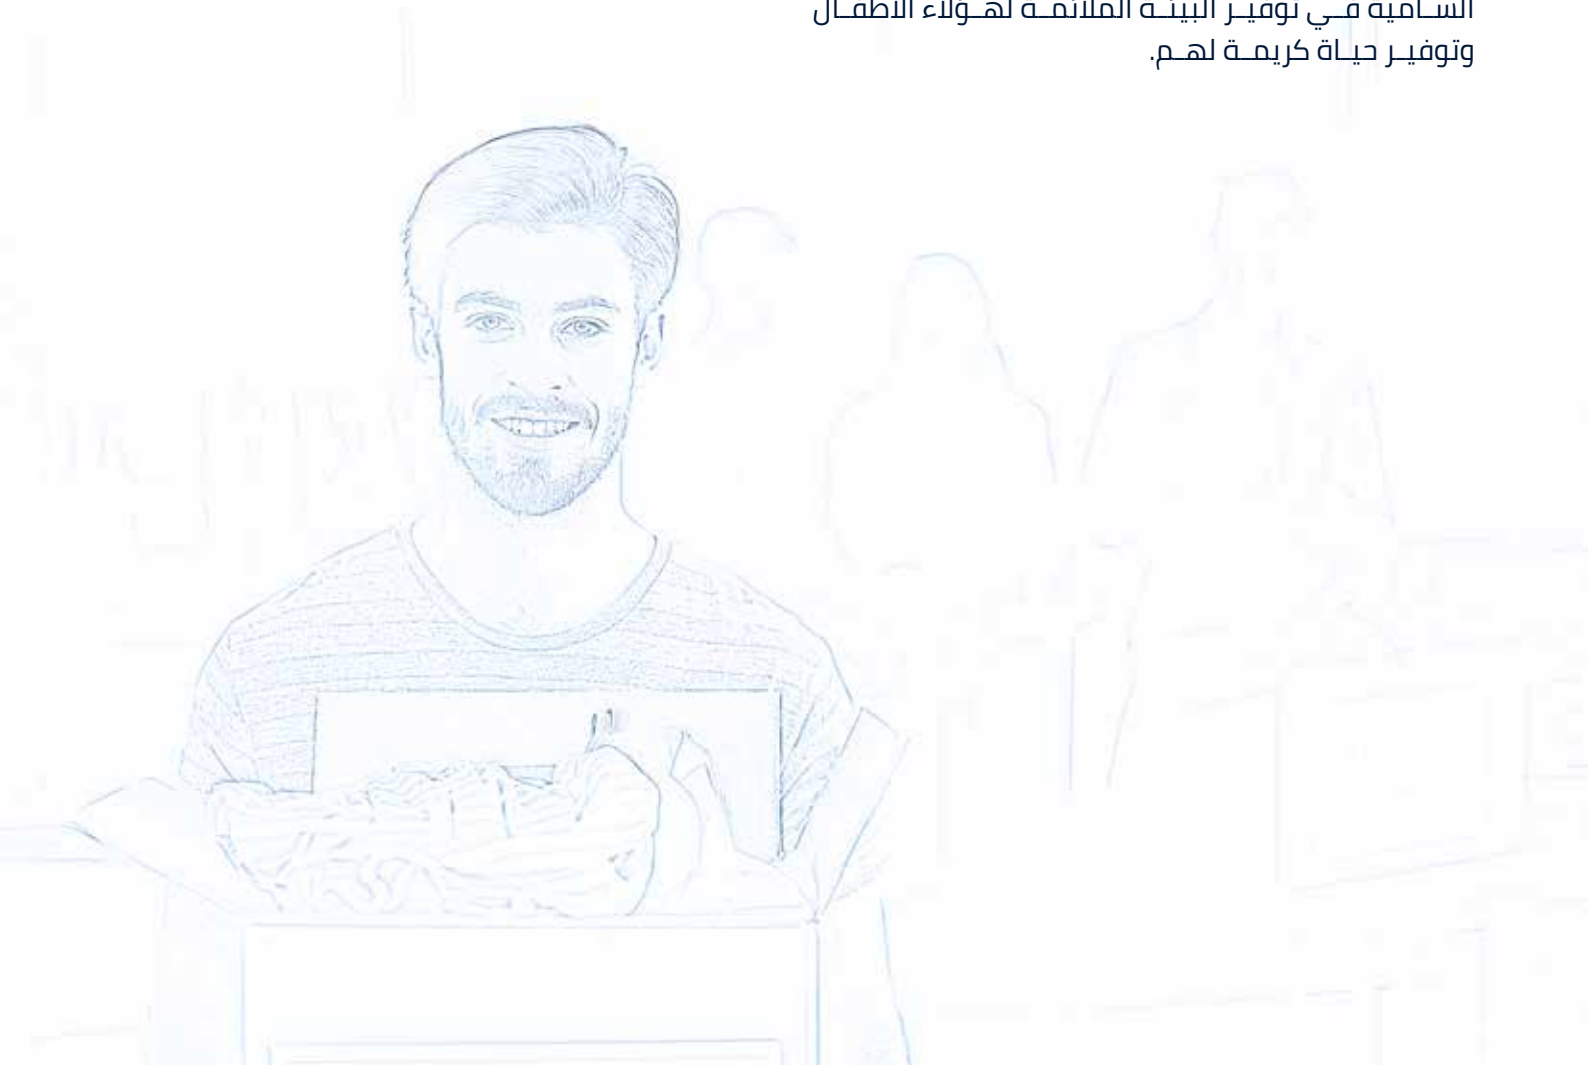 السامية في توفير البيئة الملائمة لهؤلاء الأطفال
وتوفير حياة كريمة لهم.